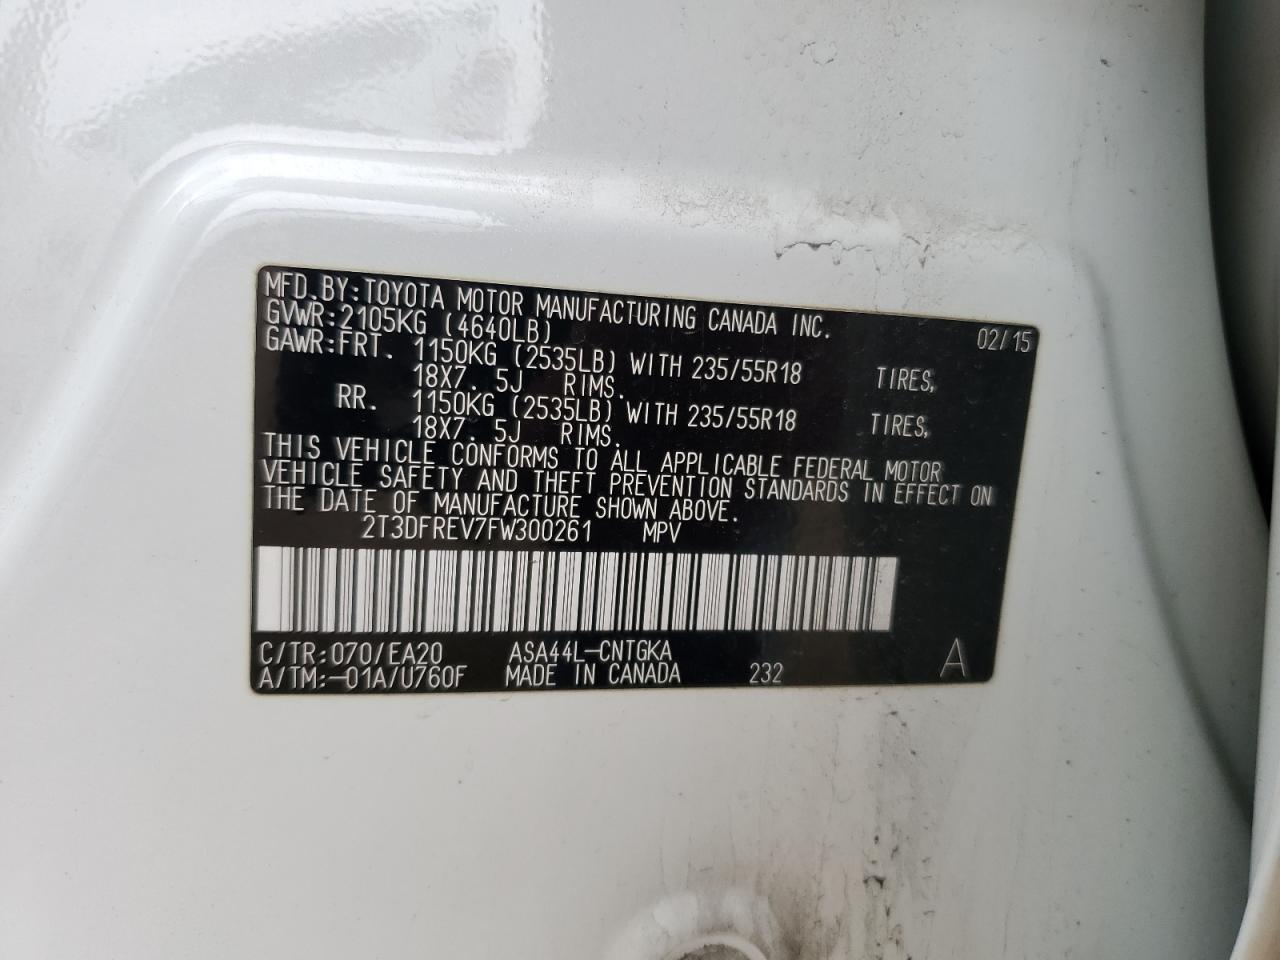 MFD.BY:TOYOTA MOTOR MANUFACTURING CANADA INC. 02/15
GVWR:2105KG (4640LB)
GAWR:FRT. 1150KG (2535LB) WITH 235/55R18 TIRES,
18X7.5J RIMS.
RR. 1150KG (2535LB) WITH 235/55R18 TIRES,
18X7.5J RIMS.
THIS VEHICLE CONFORMS TO ALL APPLICABLE FEDERAL MOTOR
VEHICLE SAFETY AND THEFT PREVENTION STANDARDS IN EFFECT ON
THE DATE OF MANUFACTURE SHOWN ABOVE.
2T3DFREV7FW300261 MPV
C/TR:070/EA20 ASA44L-CNTGKA
A/TM:-01A/U760F MADE IN CANADA 232 A